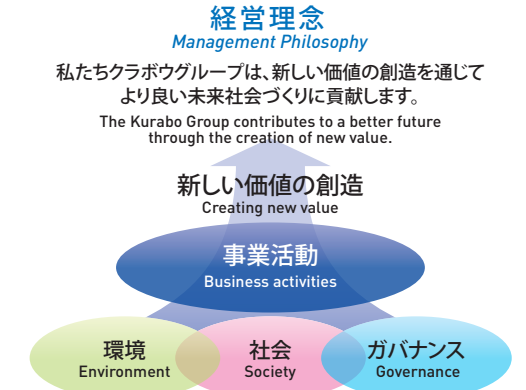 経営理念
Management Philosophy
私たちクラボウグループは、新しい価値の創造を通じて
より良い未来社会づくりに貢献します。
The Kurabo Group contributes to a better future
through the creation of new value.
新しい価値の創造
Creating new value
事業活動
Business activities
環境
Environment
社会
Society
ガバナンス
Governance